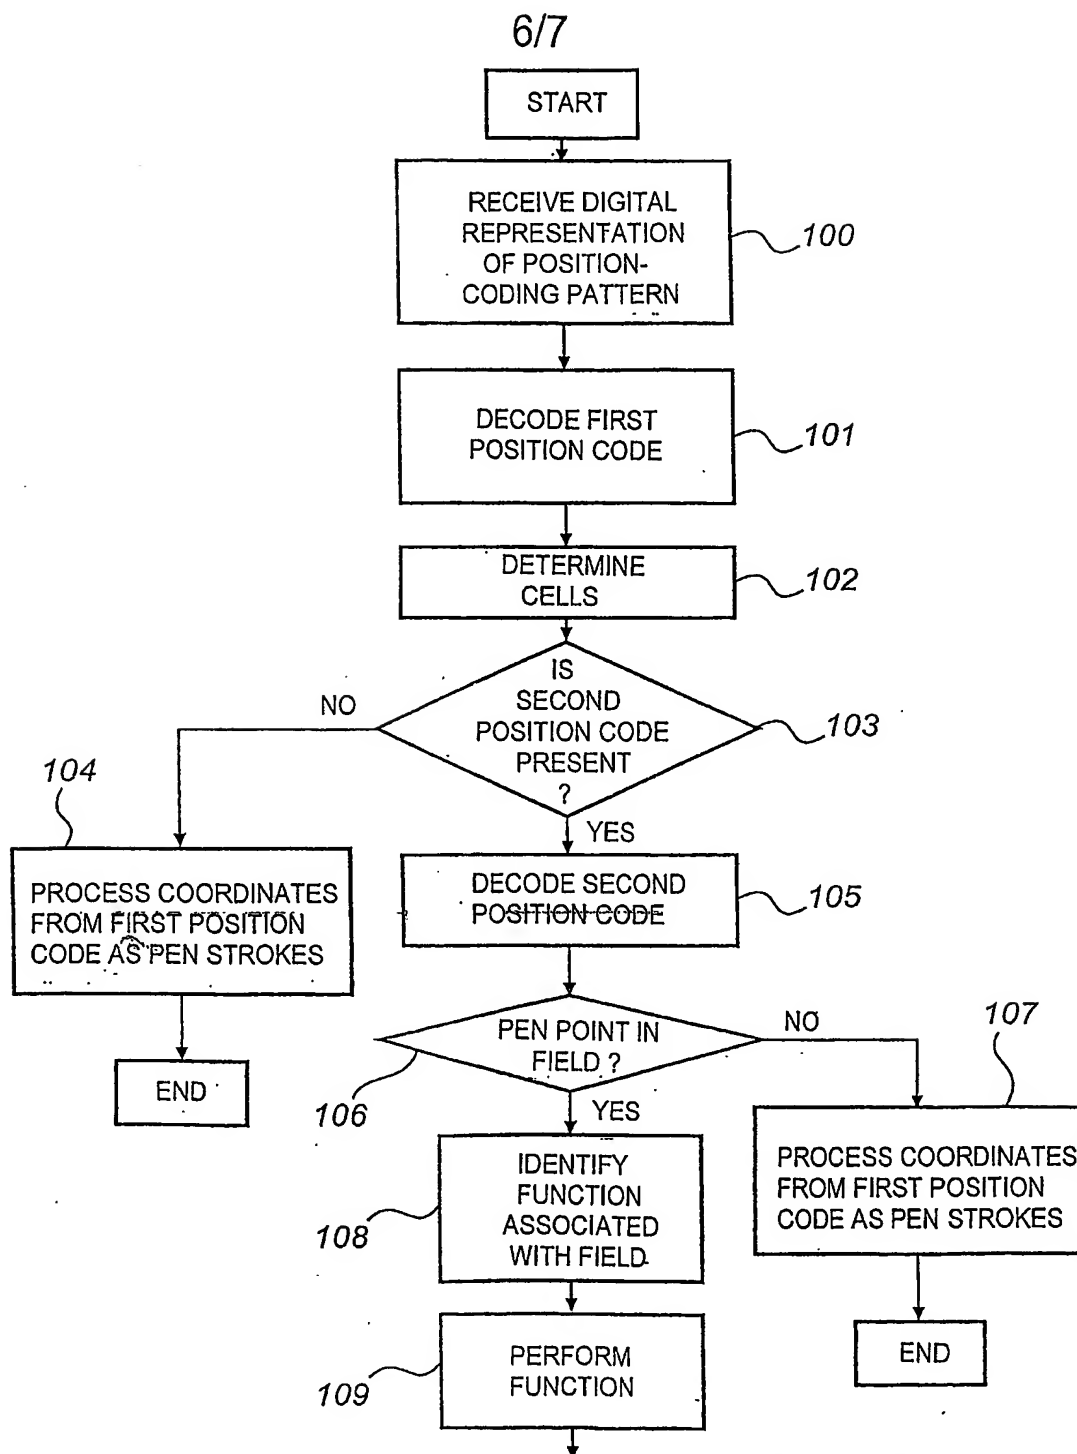 6/7
START
RECEIVE DIGITAL
REPRESENTATION
OF POSITION-
CODING PATTERN
100
DECODE FIRST
POSITION CODE
101
DETERMINE
CELLS
102
IS
SECOND
POSITION CODE
PRESENT
?
103
NO
104
PROCESS COORDINATES
FROM FIRST POSITION
CODE AS PEN STROKES
END
YES
DECODE SECOND
POSITION CODE
105
PEN POINT IN
FIELD ?
106
NO
107
PROCESS COORDINATES
FROM FIRST POSITION
CODE AS PEN STROKES
END
YES
IDENTIFY
FUNCTION
ASSOCIATED
WITH FIELD
108
PERFORM
FUNCTION
109